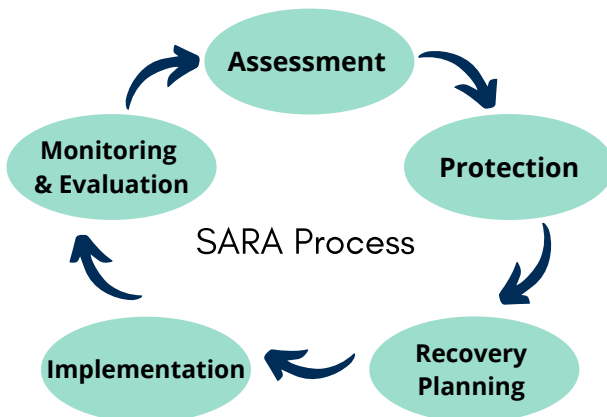 Assessment
Protection
Recovery
Planning
Implementation
Monitoring
& Evaluation
SARA Process